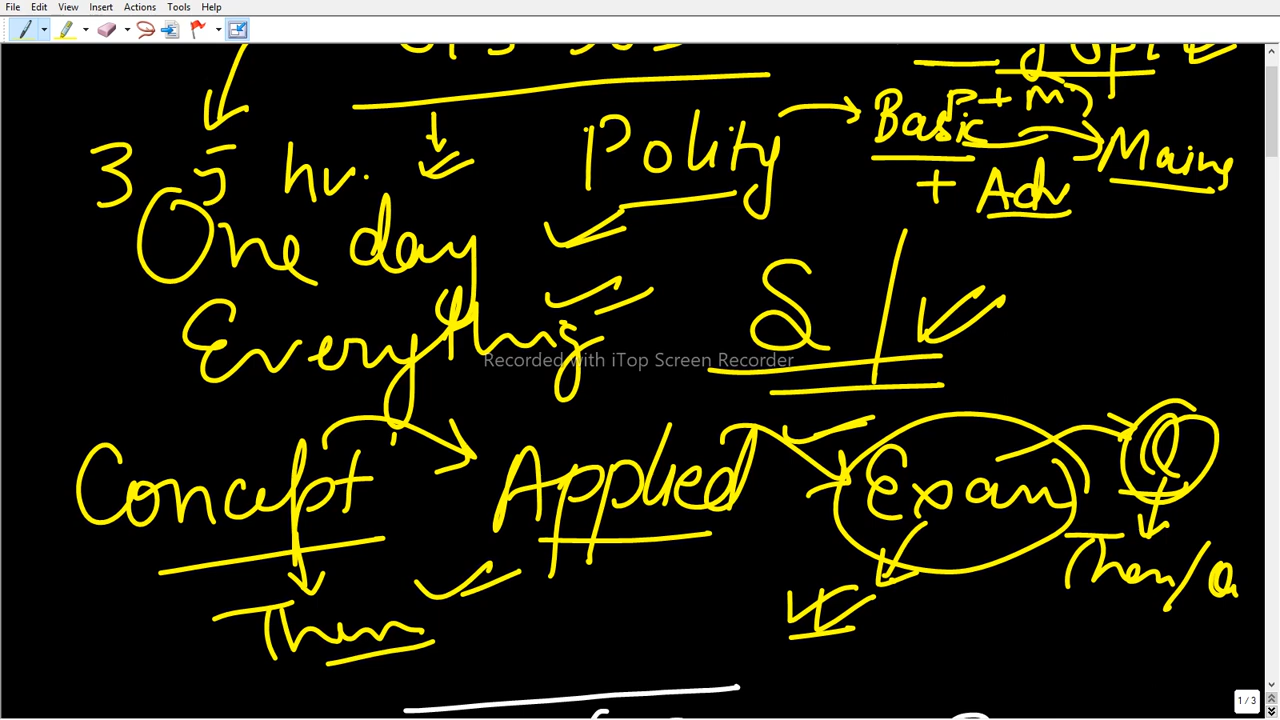 File Edit View Insert Actions Tools Help
P + M
Polity Basic Mains
+ Adv
3 hr.
One day
Everything
Recorded with iTop Screen Recorder
Concept Applied Exam Q
Then
1 / 3